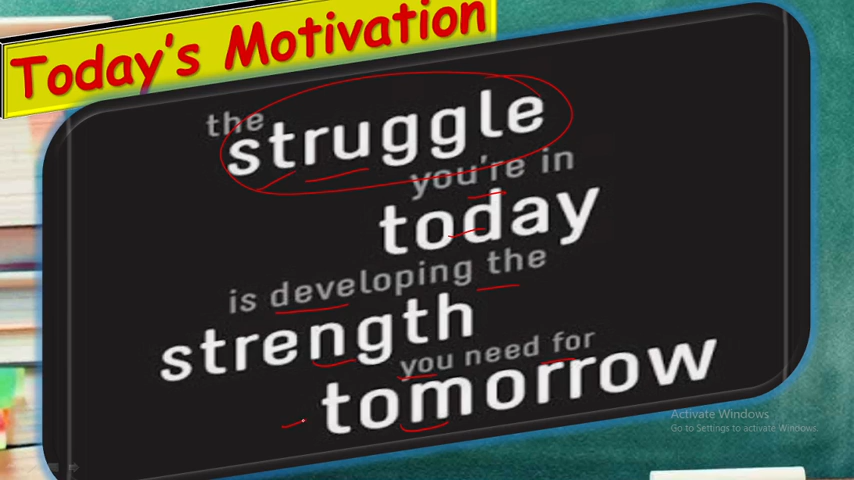 Today's Motivation
the
struggle
you're in
today
is developing the
strength
you need for
tomorrow
Activate Windows
Go to Settings to activate Windows.